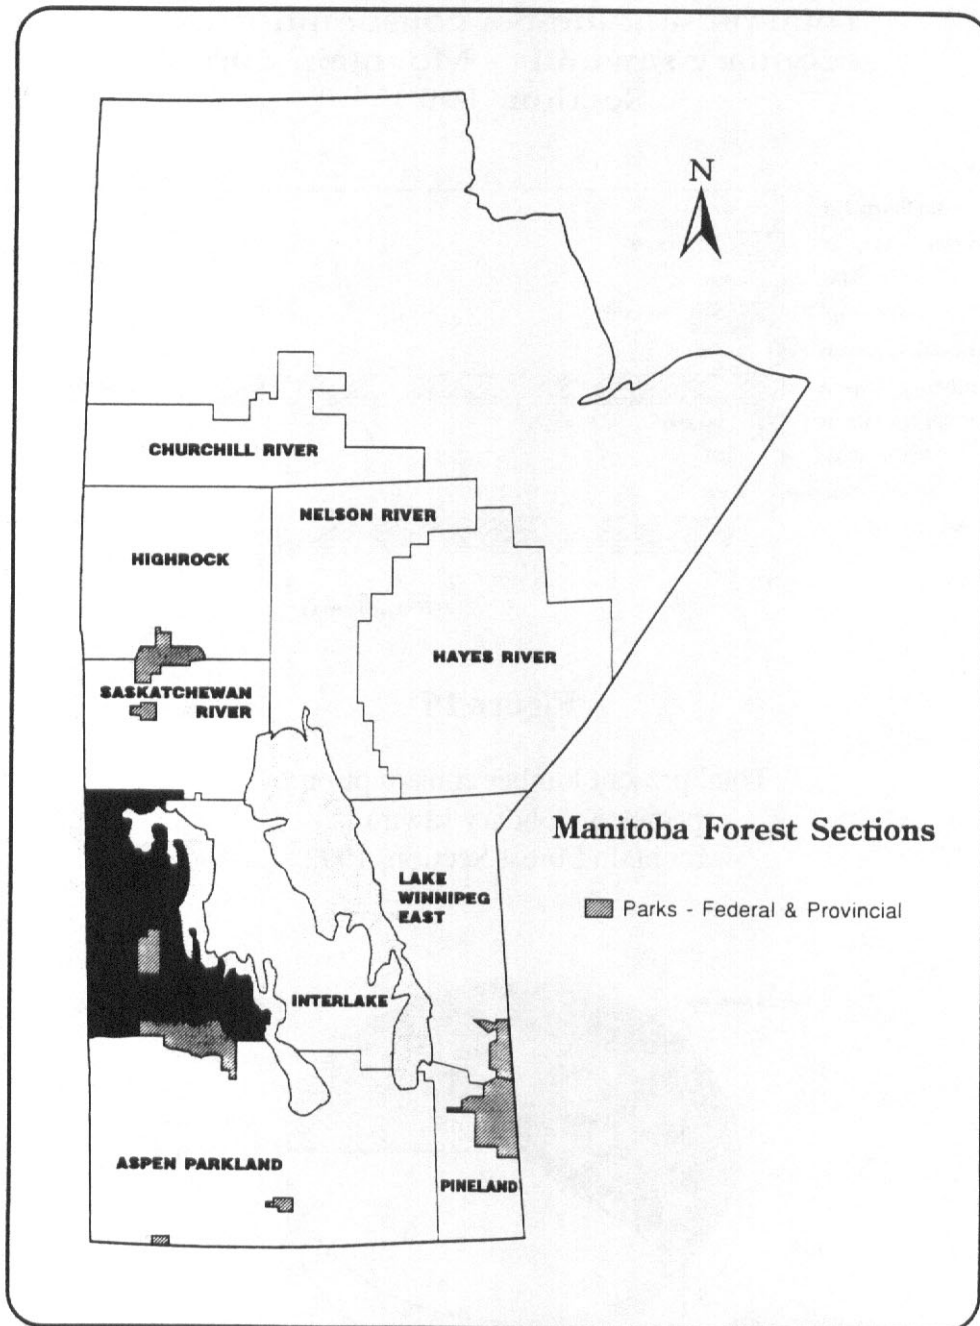 N
CHURCHILL RIVER
NELSON RIVER
HIGHROCK
HAYES RIVER
SASKATCHEWAN
RIVER
Manitoba Forest Sections
LAKE
WINNIPEG
EAST
Parks - Federal & Provincial
INTERLAKE
ASPEN PARKLAND
PINELAND